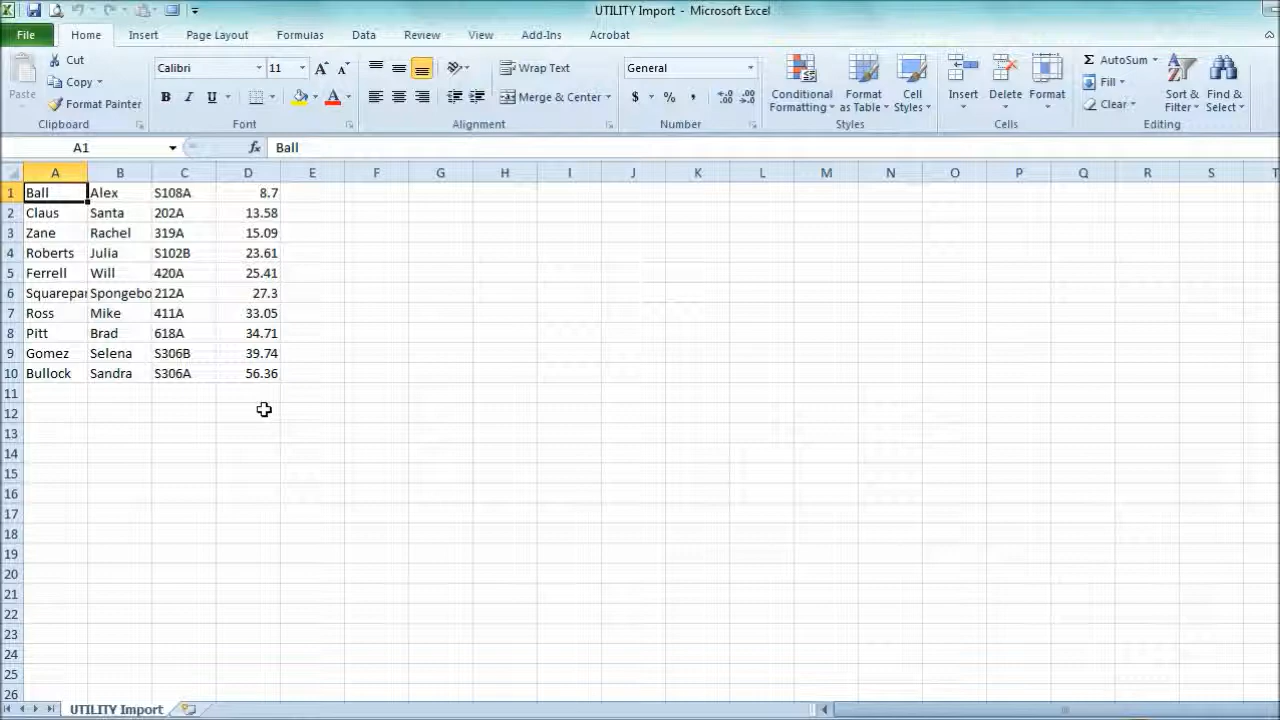 UTILITY Import - Microsoft Excel
File Home Insert Page Layout Formulas Data Review View Add-Ins Acrobat
Paste
Cut
Copy
Format Painter
Clipboard
Calibri 11
B I U
Font
Wrap Text
Merge & Center
Alignment
General
$ % ,
Number
Conditional Formatting
Format as Table
Cell Styles
Styles
Insert Delete Format
Cells
AutoSum
Fill
Clear
Sort & Filter
Find & Select
Editing
A1 fx Ball
A B C D E F G H I J K L M N O P Q R S T
1 Ball Alex S108A 8.7
2 Claus Santa 202A 13.58
3 Zane Rachel 319A 15.09
4 Roberts Julia S102B 23.61
5 Ferrell Will 420A 25.41
6 Squarepar Spongebo 212A 27.3
7 Ross Mike 411A 33.05
8 Pitt Brad 618A 34.71
9 Gomez Selena S306B 39.74
10 Bullock Sandra S306A 56.36
11
12
13
14
15
16
17
18
19
20
21
22
23
24
25
26
UTILITY Import